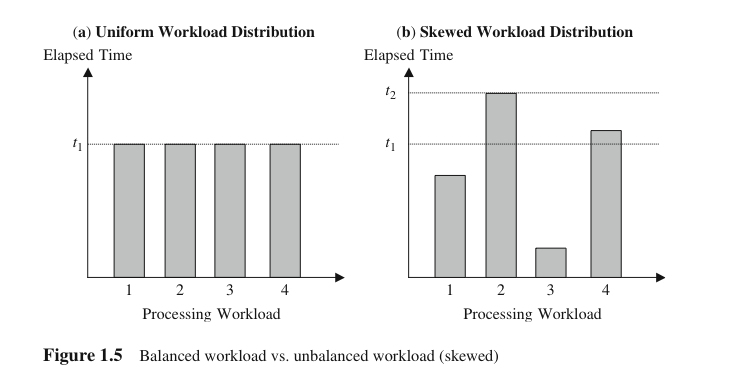 (a) Uniform Workload Distribution
Elapsed Time
t1
1 2 3 4
Processing Workload
(b) Skewed Workload Distribution
Elapsed Time
t2
t1
1 2 3 4
Processing Workload
Figure 1.5 Balanced workload vs. unbalanced workload (skewed)